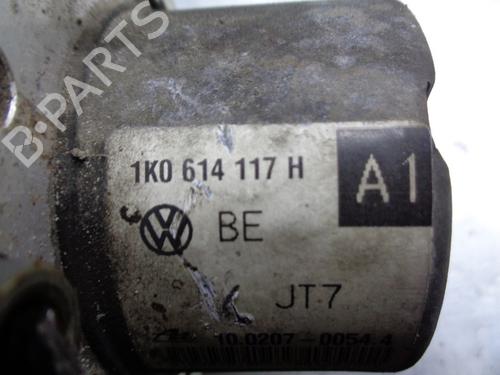 B-PARTS
1K0 614 117 H
A1
BE
JT7
10.0207-0054.4